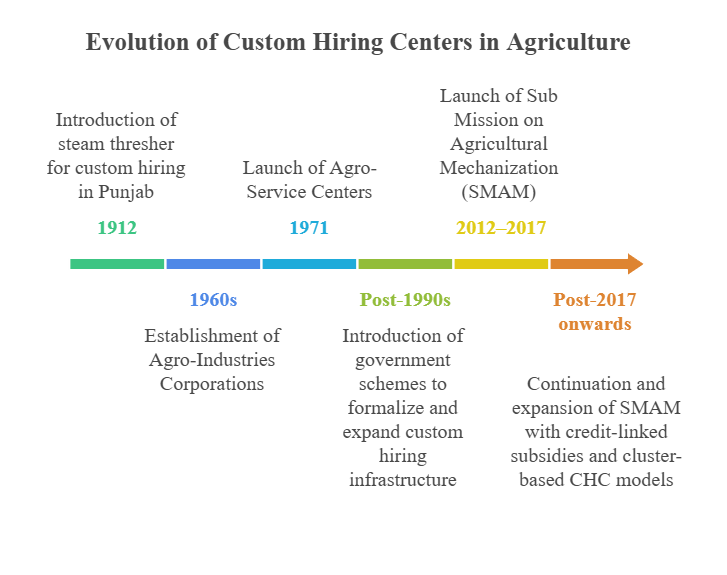 Evolution of Custom Hiring Centers in Agriculture
Introduction of
steam thresher
for custom hiring
in Punjab
1912
1960s
Establishment of
Agro-Industries
Corporations
Launch of Agro-
Service Centers
1971
Post-1990s
Introduction of
government
schemes to
formalize and
expand custom
hiring
infrastructure
Launch of Sub
Mission on
Agricultural
Mechanization
(SMAM)
2012–2017
Post-2017
onwards
Continuation and
expansion of SMAM
with credit-linked
subsidies and cluster-
based CHC models